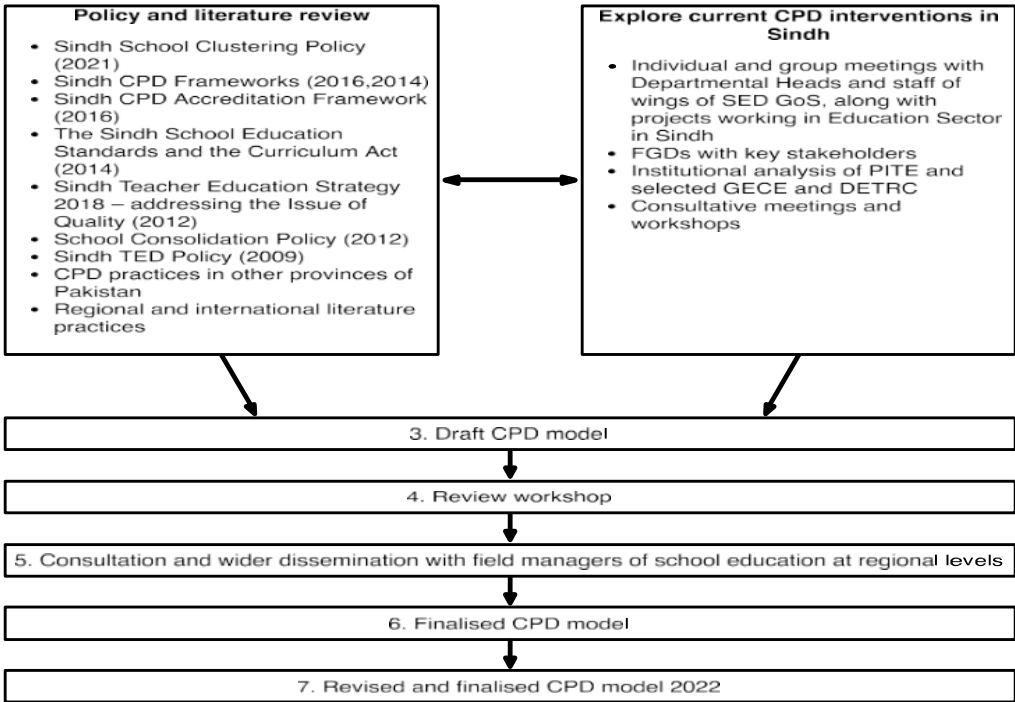 Policy and literature review
• Sindh School Clustering Policy
(2021)
• Sindh CPD Frameworks (2016,2014)
• Sindh CPD Accreditation Framework
(2016)
• The Sindh School Education
Standards and the Curriculum Act
(2014)
• Sindh Teacher Education Strategy
2018 – addressing the Issue of
Quality (2012)
• School Consolidation Policy (2012)
• Sindh TED Policy (2009)
• CPD practices in other provinces of
Pakistan
• Regional and international literature
practices
Explore current CPD interventions in
Sindh
• Individual and group meetings with
Departmental Heads and staff of
wings of SED GoS, along with
projects working in Education Sector
in Sindh
• FGDs with key stakeholders
• Institutional analysis of PITE and
selected GECE and DETRC
• Consultative meetings and
workshops
3. Draft CPD model
4. Review workshop
5. Consultation and wider dissemination with field managers of school education at regional levels
6. Finalised CPD model
7. Revised and finalised CPD model 2022